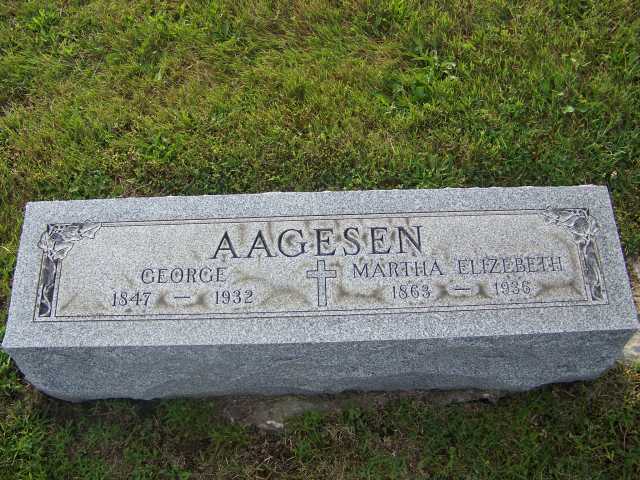 AAGESEN
GEORGE
1847 — 1932
MARTHA ELIZEBETH
1863 — 1936